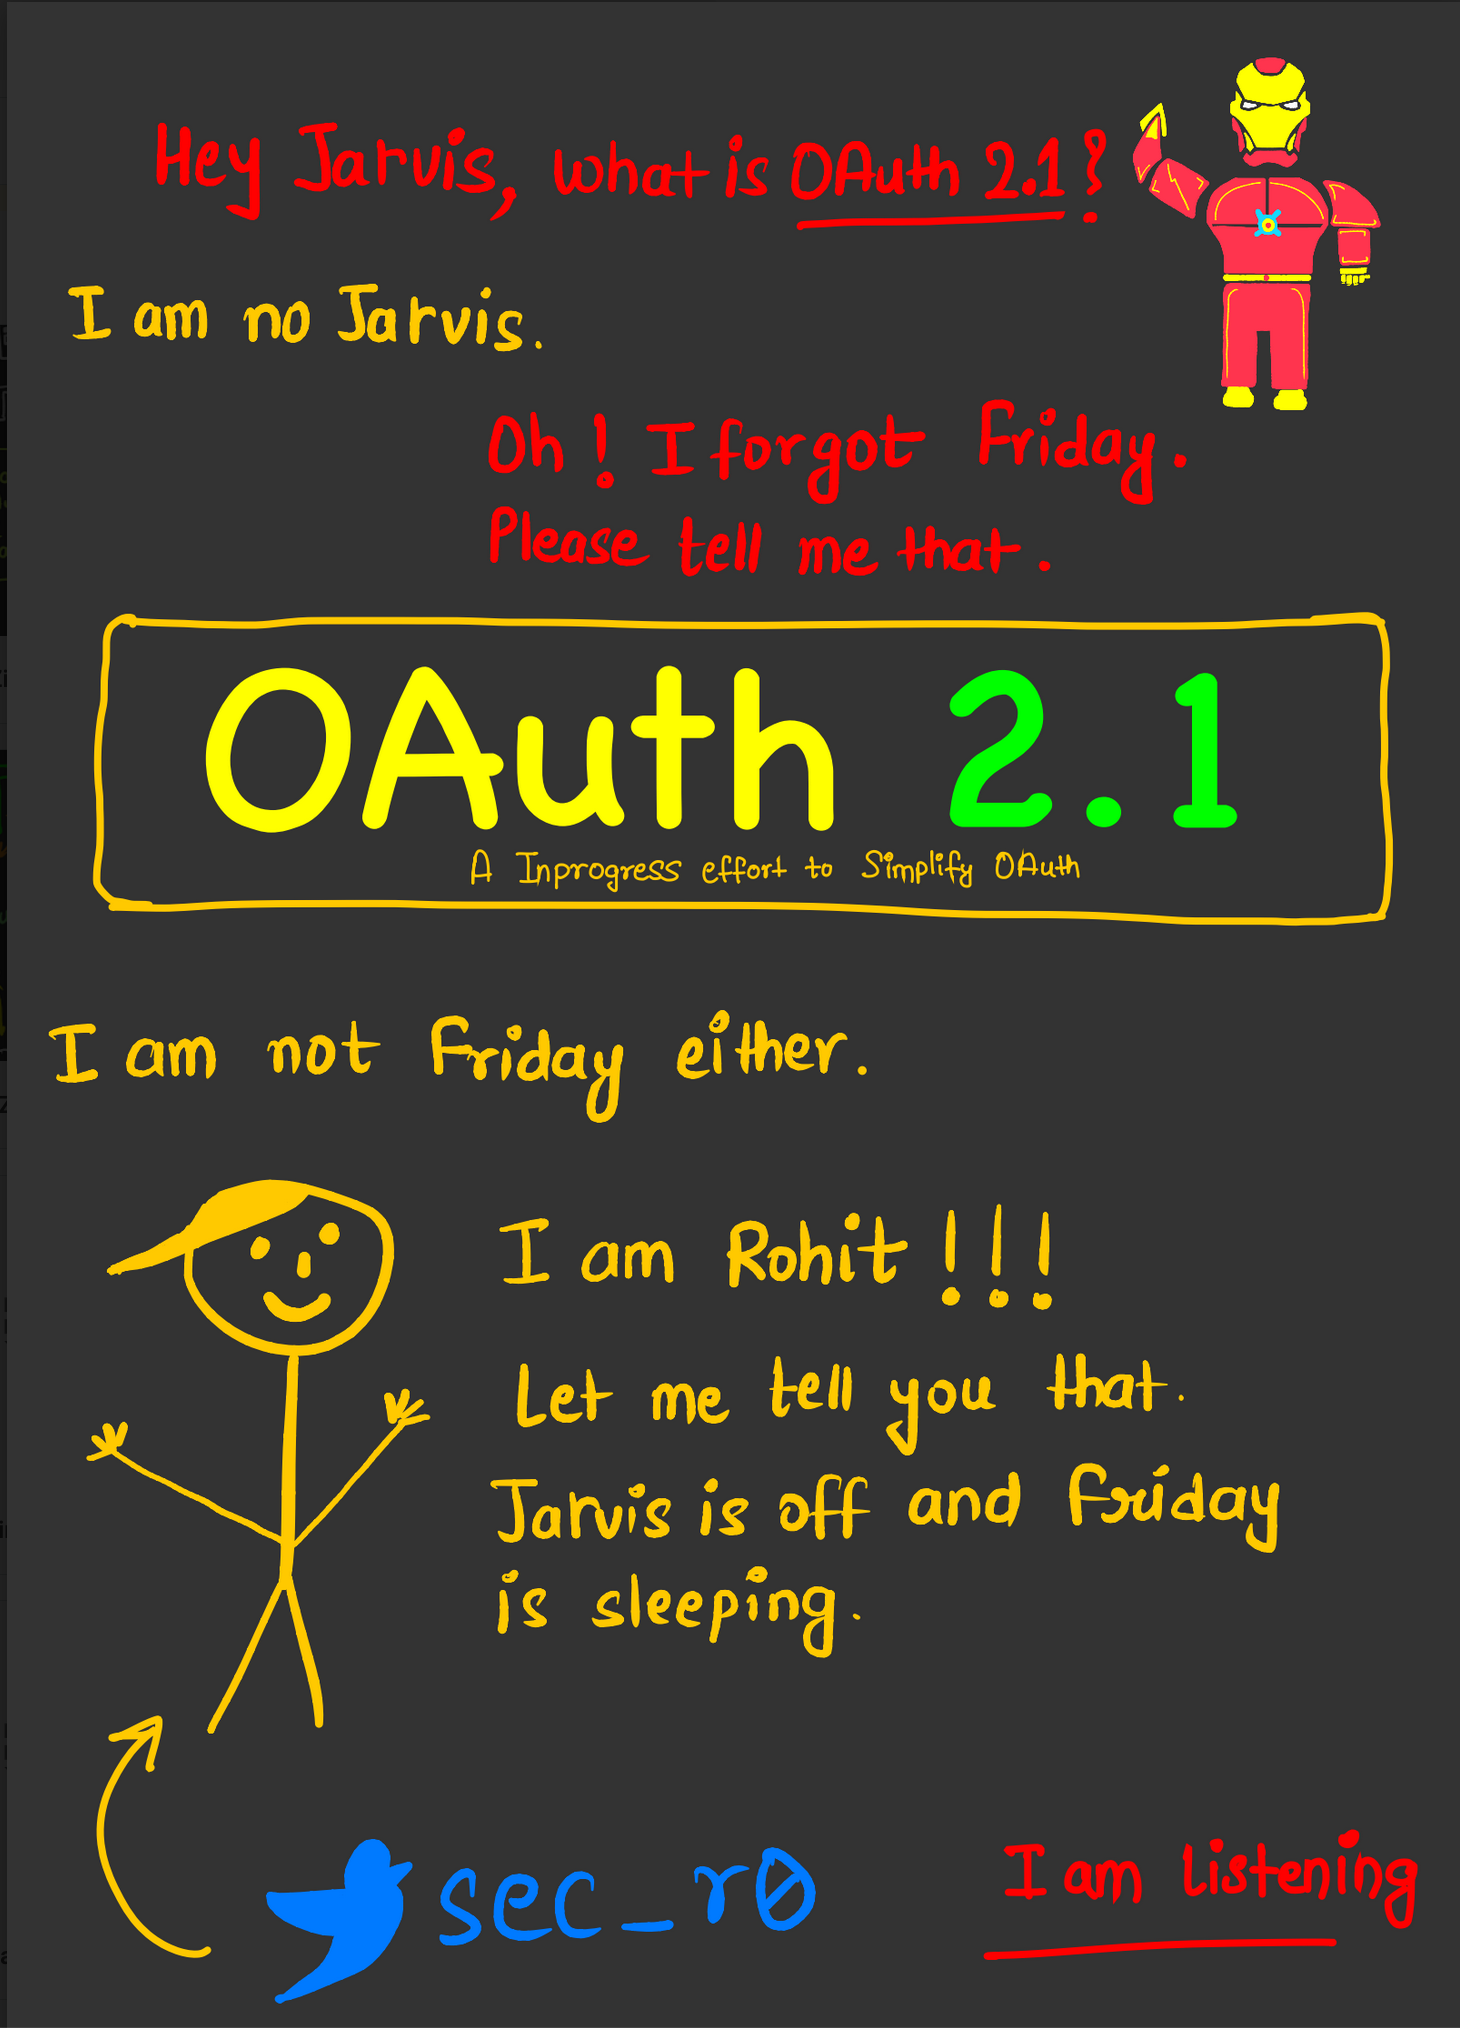 Hey Jarvis, what is OAuth 2.1?
I am no Jarvis.
Oh! I forgot Friday.
Please tell me that.
OAuth 2.1
A Inprogress effort to Simplify OAuth
I am not Friday either.
I am Rohit!!!
Let me tell you that.
Jarvis is off and Friday
is sleeping.
sec_r0
I am listening